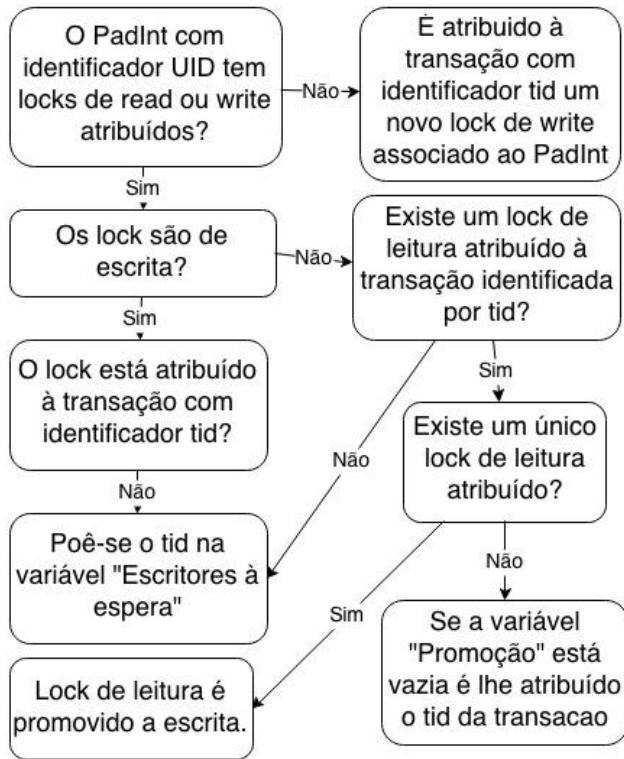 O PadInt com
identificador UID tem
locks de read ou write
atribuídos?
Não
É atribuido à
transação com
identificador tid um
novo lock de write
associado ao PadInt
Sim
Os lock são de
escrita?
Não
Existe um lock de
leitura atribuído à
transação identificada
por tid?
Sim
O lock está atribuído
à transação com
identificador tid?
Sim
Existe um único
lock de leitura
atribuído?
Não
Não
Poê-se o tid na
variável "Escritores à
espera"
Não
Sim
Se a variável
"Promoção" está
vazia é lhe atribuído
o tid da transacao
Lock de leitura é
promovido a escrita.